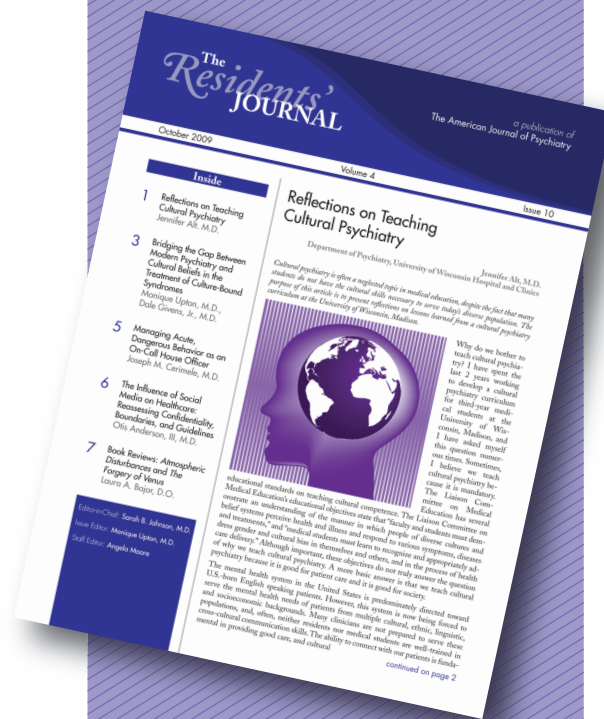 The
Residents'
JOURNAL
a publication of
The American Journal of Psychiatry
October 2009
Volume 4
Issue 10
Inside
1 Reflections on Teaching
Cultural Psychiatry
Jennifer Alt, M.D.
3 Bridging the Gap Between
Modern Psychiatry and
Cultural Beliefs in the
Treatment of Culture-Bound
Syndromes
Monique Upton, M.D.,
Dale Givens, Jr., M.D.
5 Managing Acute,
Dangerous Behavior as an
On-Call House Officer
Joseph M. Cerimele, M.D.
6 The Influence of Social
Media on Healthcare:
Reassessing Confidentiality,
Boundaries, and Guidelines
Otis Anderson, III, M.D.
7 Book Reviews: Atmospheric
Disturbances and The
Forgery of Venus
Laura A. Bajor, D.O.
Editor-in-Chief: Sarah B. Johnson, M.D.
Issue Editor: Monique Upton, M.D.
Staff Editor: Angela Moore
Reflections on Teaching
Cultural Psychiatry
Jennifer Alt, M.D.
Department of Psychiatry, University of Wisconsin Hospital and Clinics
Cultural psychiatry is often a neglected topic in medical education, despite the fact that many
students do not have the cultural skills necessary to serve today's diverse population. The
purpose of this article is to present reflections on lessons learned from a cultural psychiatry
curriculum at the University of Wisconsin, Madison.
Why do we bother to
teach cultural psychia-
try? I have spent the
last 2 years working
to develop a cultural
psychiatry curriculum
for third-year medi-
cal students at the
University of Wis-
consin, Madison, and
I have asked myself
this question numer-
ous times. Sometimes,
I believe we teach
cultural psychiatry be-
cause it is mandatory.
The Liaison Com-
mittee on Medical
Education has several
educational standards on teaching cultural competence. The Liaison Committee on
Medical Education's educational objectives state that "faculty and students must dem-
onstrate an understanding of the manner in which people of diverse cultures and
belief systems perceive health and illness and respond to various symptoms, diseases
and treatments," and "medical students must learn to recognize and appropriately ad-
dress gender and cultural bias in themselves and others, and in the process of health
care delivery." Although important, these objectives do not truly answer the question
of why we teach cultural psychiatry. A more basic answer is that we teach cultural
psychiatry because it is good for patient care and it is good for society.
The mental health system in the United States is predominately directed toward
U.S.-born English speaking patients. However, this system is now being forced to
serve the mental health needs of patients from multiple cultural, ethnic, linguistic,
and socioeconomic backgrounds. Many clinicians are not prepared to serve these
populations, and, often, neither residents nor medical students are well-trained in
cross-cultural communication skills. The ability to connect with our patients is funda-
mental in providing good care, and cultural
continued on page 2